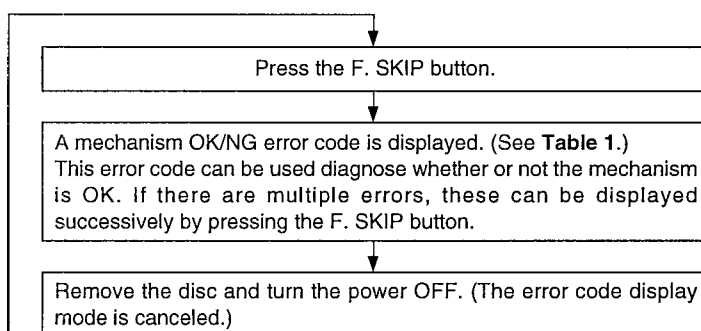 Press the F. SKIP button.
A mechanism OK/NG error code is displayed. (See Table 1.)
This error code can be used diagnose whether or not the mechanism
is OK. If there are multiple errors, these can be displayed
successively by pressing the F. SKIP button.
Remove the disc and turn the power OFF. (The error code display
mode is canceled.)